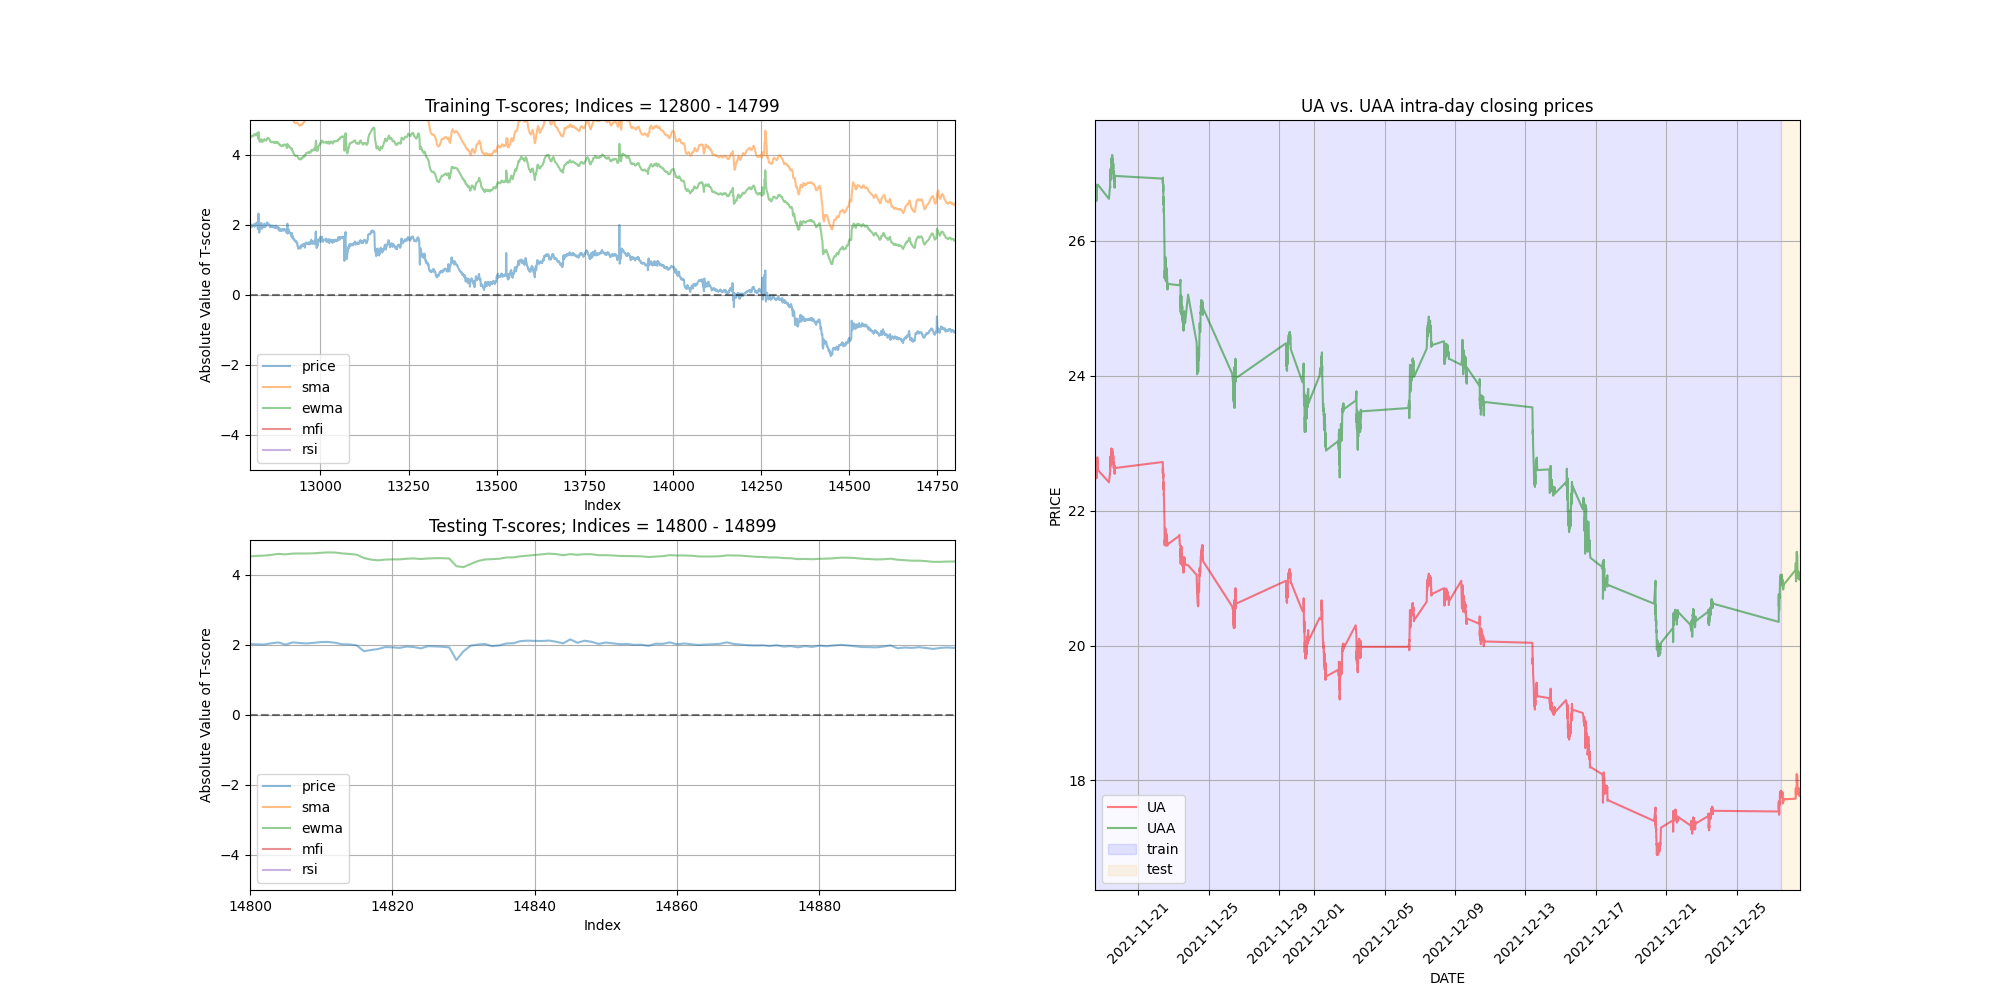 Training T-scores; Indices = 12800 - 14799
Absolute Value of T-score
4
2
0
−2
−4
price
sma
ewma
mfi
rsi
13000 13250 13500 13750 14000 14250 14500 14750
Index
Testing T-scores; Indices = 14800 - 14899
Absolute Value of T-score
4
2
0
−2
−4
price
sma
ewma
mfi
rsi
14800 14820 14840 14860 14880
Index
UA vs. UAA intra-day closing prices
PRICE
26
24
22
20
18
UA
UAA
train
test
2021-11-21 2021-11-25 2021-11-29 2021-12-01 2021-12-05 2021-12-09 2021-12-13 2021-12-17 2021-12-21 2021-12-25
DATE